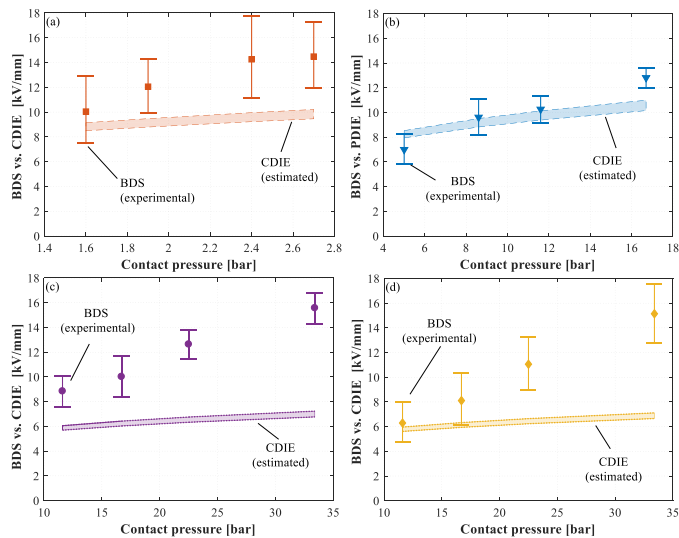 (a)
BDS vs. CDIE [kV/mm]
18
16
14
12
10
8
6
4
2
0
BDS
(experimental)
CDIE
(estimated)
1.4 1.6 1.8 2 2.2 2.4 2.6 2.8
Contact pressure [bar]
(b)
BDS vs. PDIE [kV/mm]
18
16
14
12
10
8
6
4
2
0
BDS
(experimental)
CDIE
(estimated)
4 6 8 10 12 14 16 18
Contact pressure [bar]
(c)
BDS vs. CDIE [kV/mm]
18
16
14
12
10
8
6
4
2
0
BDS
(experimental)
CDIE
(estimated)
10 15 20 25 30 35
Contact pressure [bar]
(d)
BDS vs. CDIE [kV/mm]
18
16
14
12
10
8
6
4
2
0
BDS
(experimental)
CDIE
(estimated)
10 15 20 25 30 35
Contact pressure [bar]